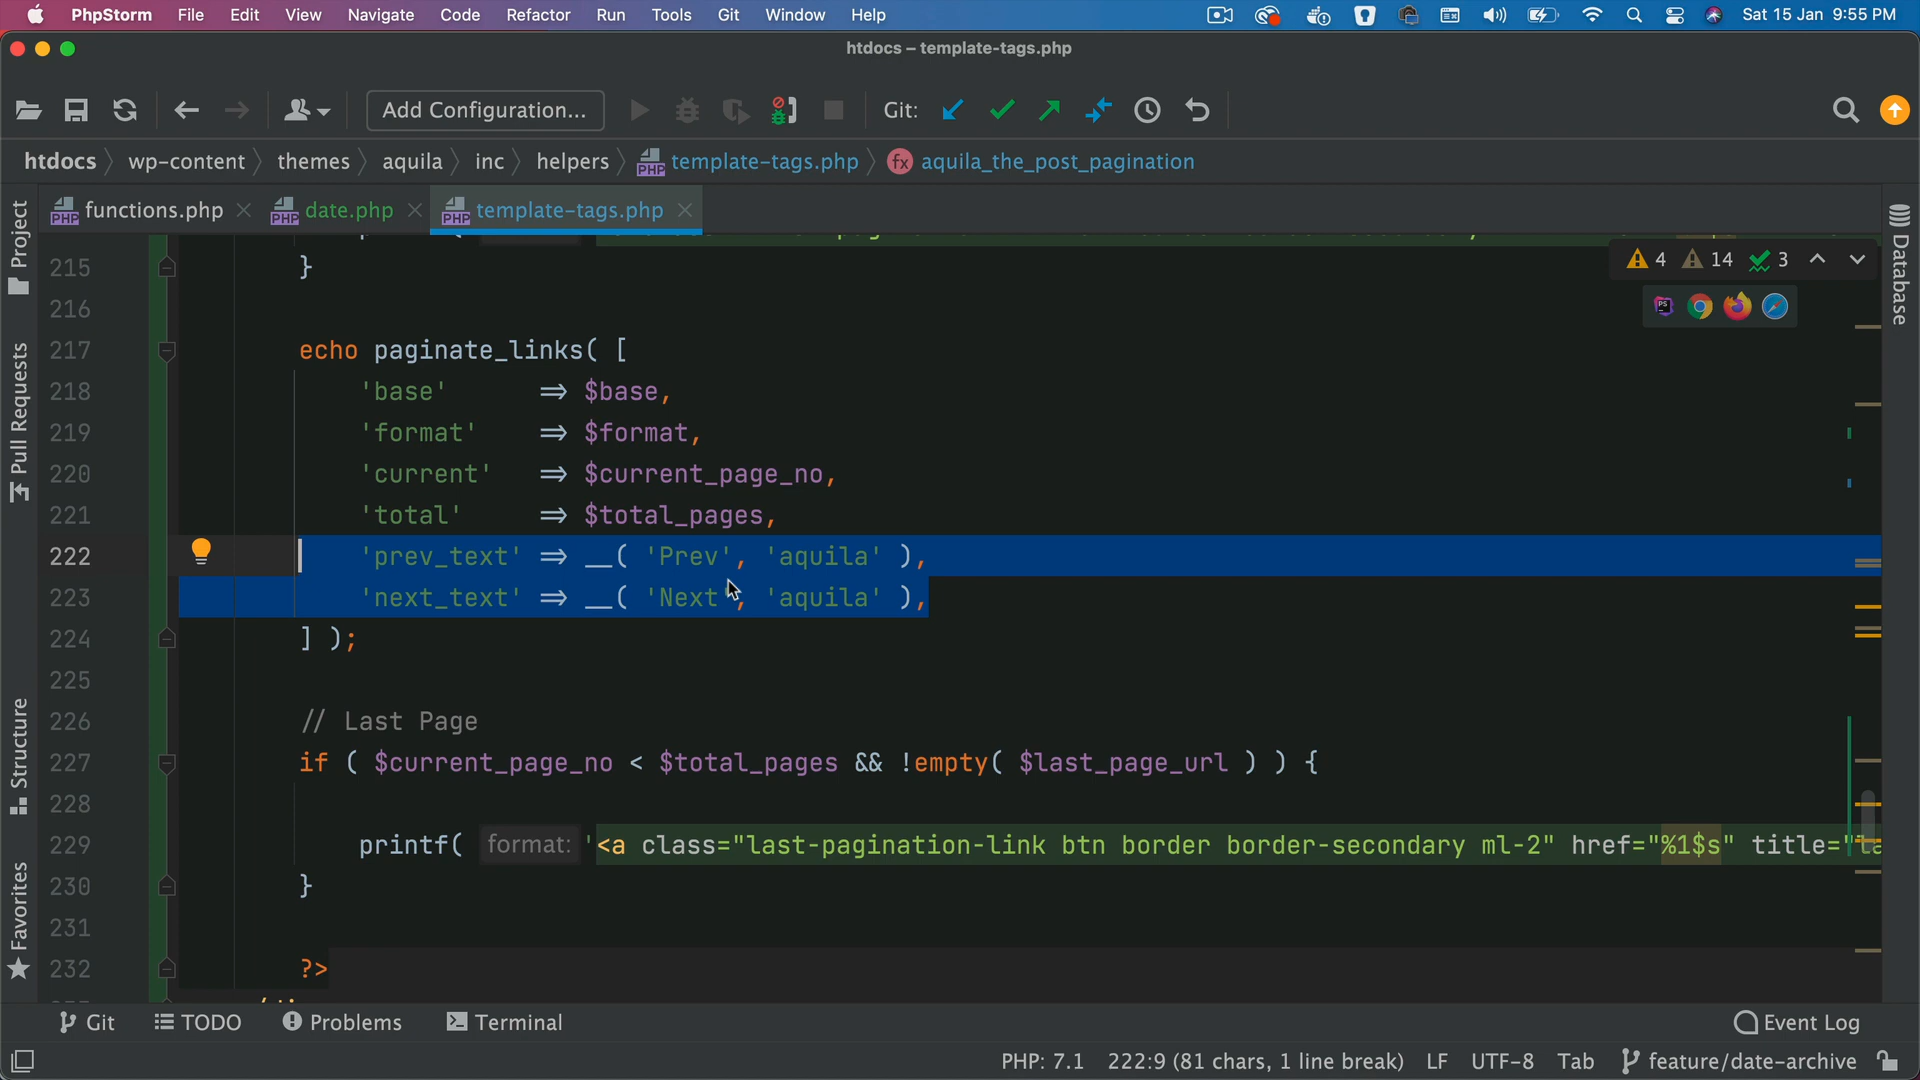 PhpStorm File Edit View Navigate Code Refactor Run Tools Git Window Help Sat 15 Jan 9:55 PM
htdocs – template-tags.php
Add Configuration... Git:
htdocs wp-content themes aquila inc helpers template-tags.php aquila_the_post_pagination
functions.php date.php template-tags.php
4 14 3
215 }
216
217 echo paginate_links( [
218 'base' => $base,
219 'format' => $format,
220 'current' => $current_page_no,
221 'total' => $total_pages,
222 'prev_text' => __( 'Prev', 'aquila' ),
223 'next_text' => __( 'Next', 'aquila' ),
224 ] );
225
226 // Last Page
227 if ( $current_page_no < $total_pages && !empty( $last_page_url ) ) {
228
229 printf( format: '<a class="last-pagination-link btn border border-secondary ml-2" href="%1$s" title="la
230 }
231
232 ?>
Project
Pull Requests
Structure
Favorites
Database
Git TODO Problems Terminal Event Log
PHP: 7.1 222:9 (81 chars, 1 line break) LF UTF-8 Tab feature/date-archive